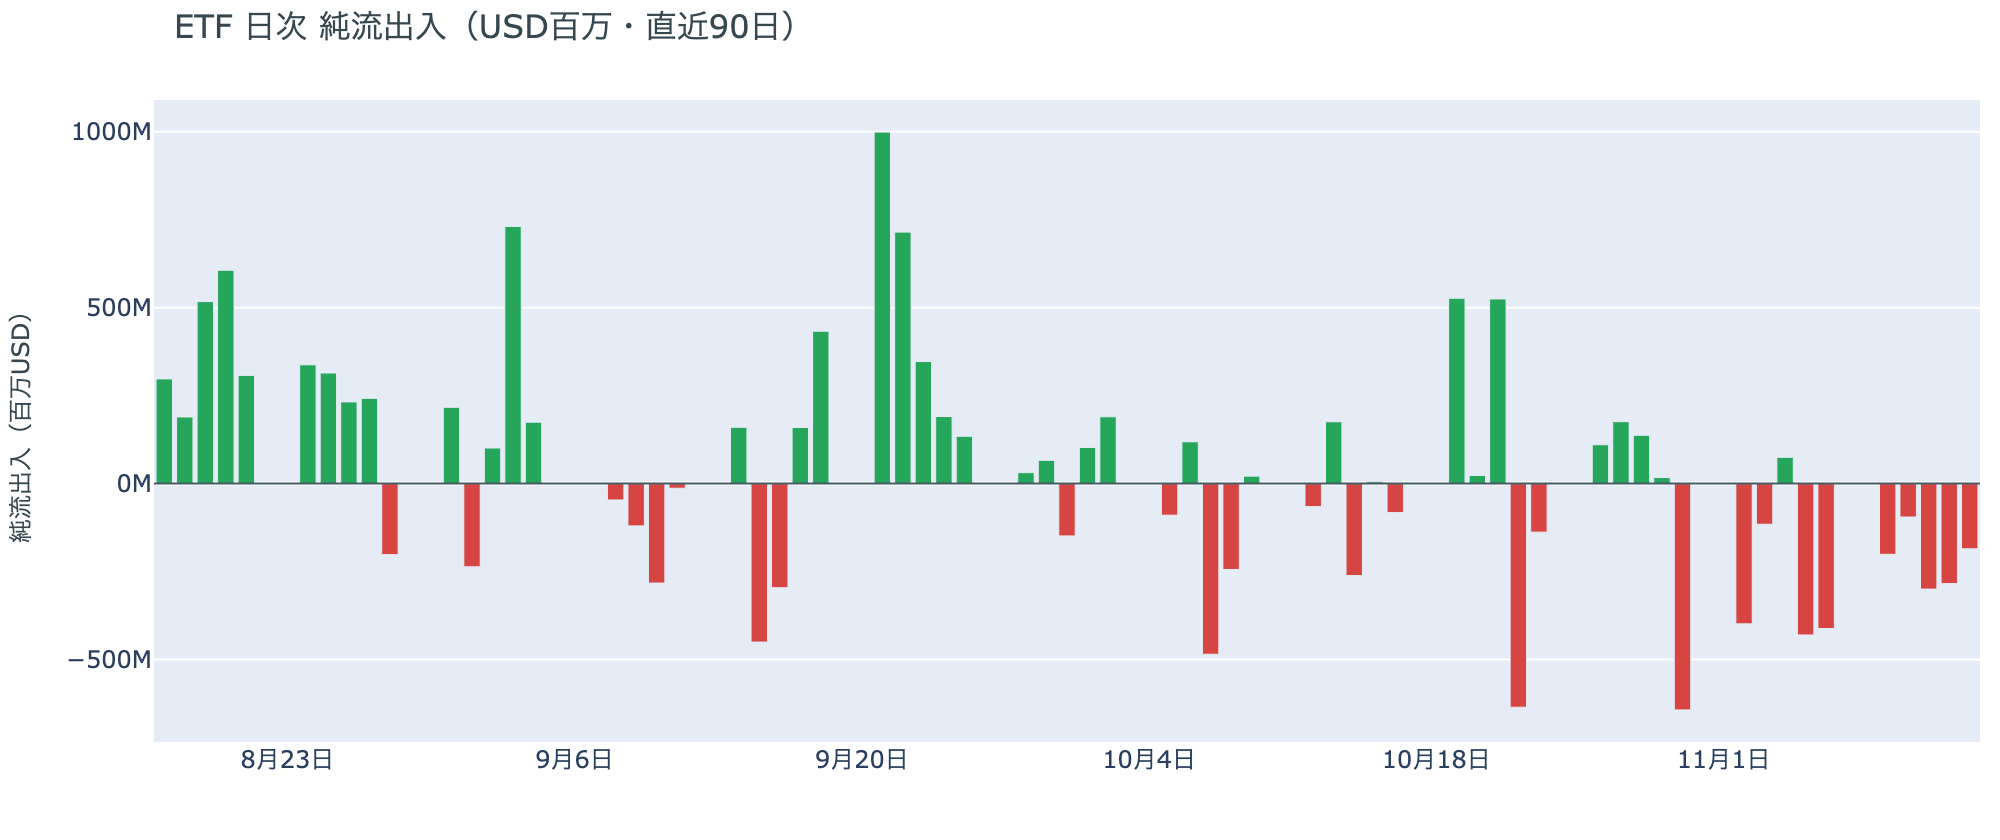 ETF 日次 純流出入（USD百万・直近90日）
純流出入（百万USD）
1000M
500M
0M
−500M
8月23日 9月6日 9月20日 10月4日 10月18日 11月1日